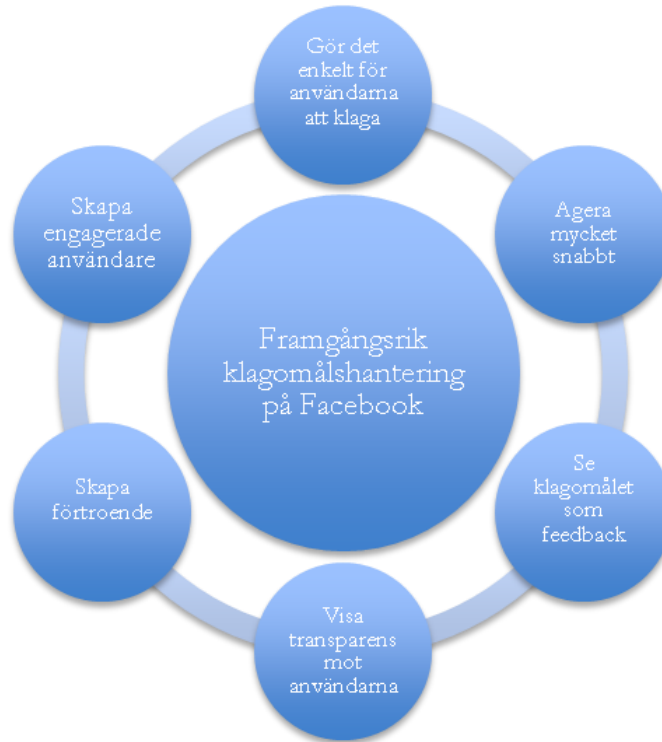 Gör det
enkelt för
användarna
att klaga
Agera
mycket
snabbt
Se
klagomålet
som
feedback
Visa
transparens
mot
användarna
Skapa
förtroende
Skapa
engagerade
användare
Framgångsrik
klagomålshantering
på Facebook